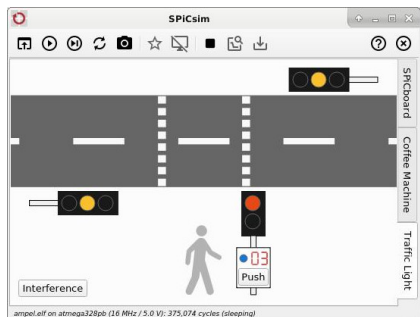 SPiCsim
SPiCboard
Coffee Machine
Traffic Light
03
Push
Interference
ampel.elf on atmega328pb (16 MHz / 5.0 V): 375,074 cycles (sleeping)